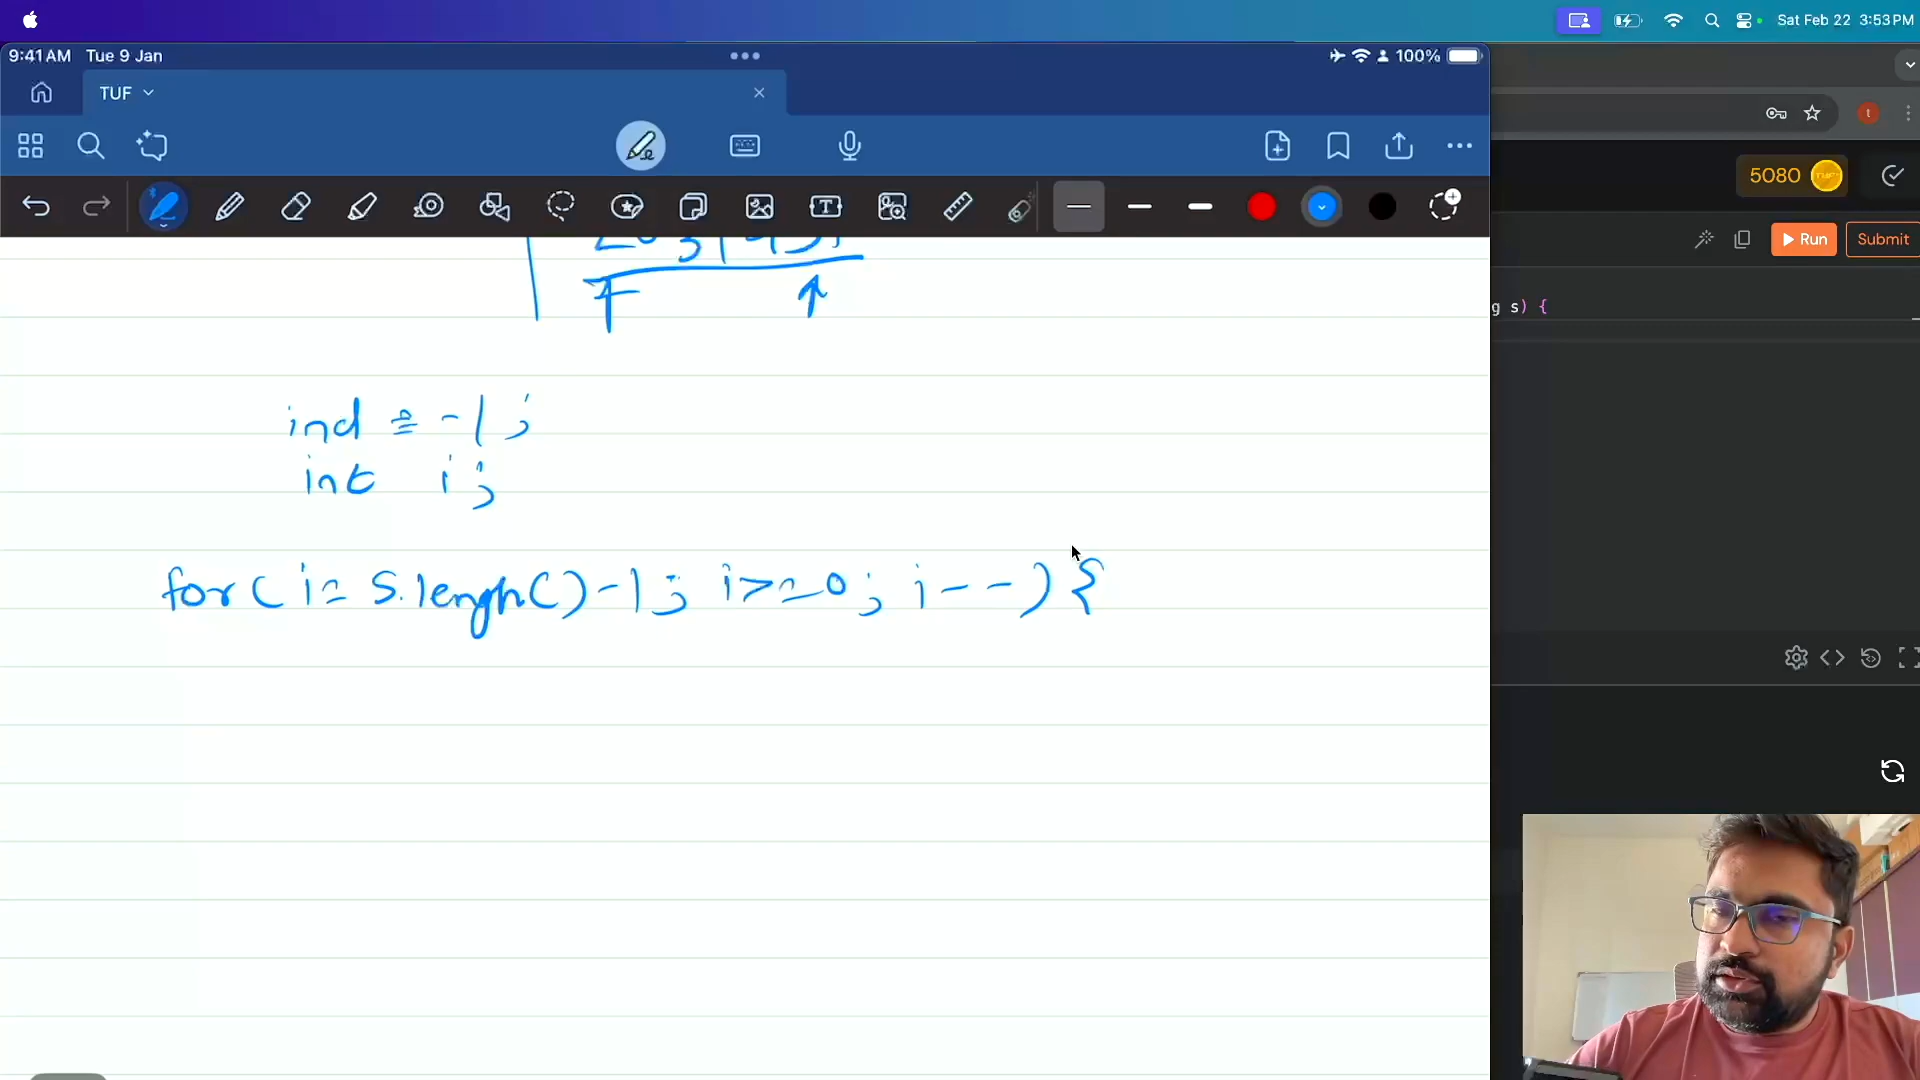 Sat Feb 22 3:53 PM
9:41 AM Tue 9 Jan
100%
TUF
5080
Run
Submit
g s) {
ind = -1 ;
int i ;
for ( i = s.lengh() - 1 ; i >= 0 ; i - - ) {